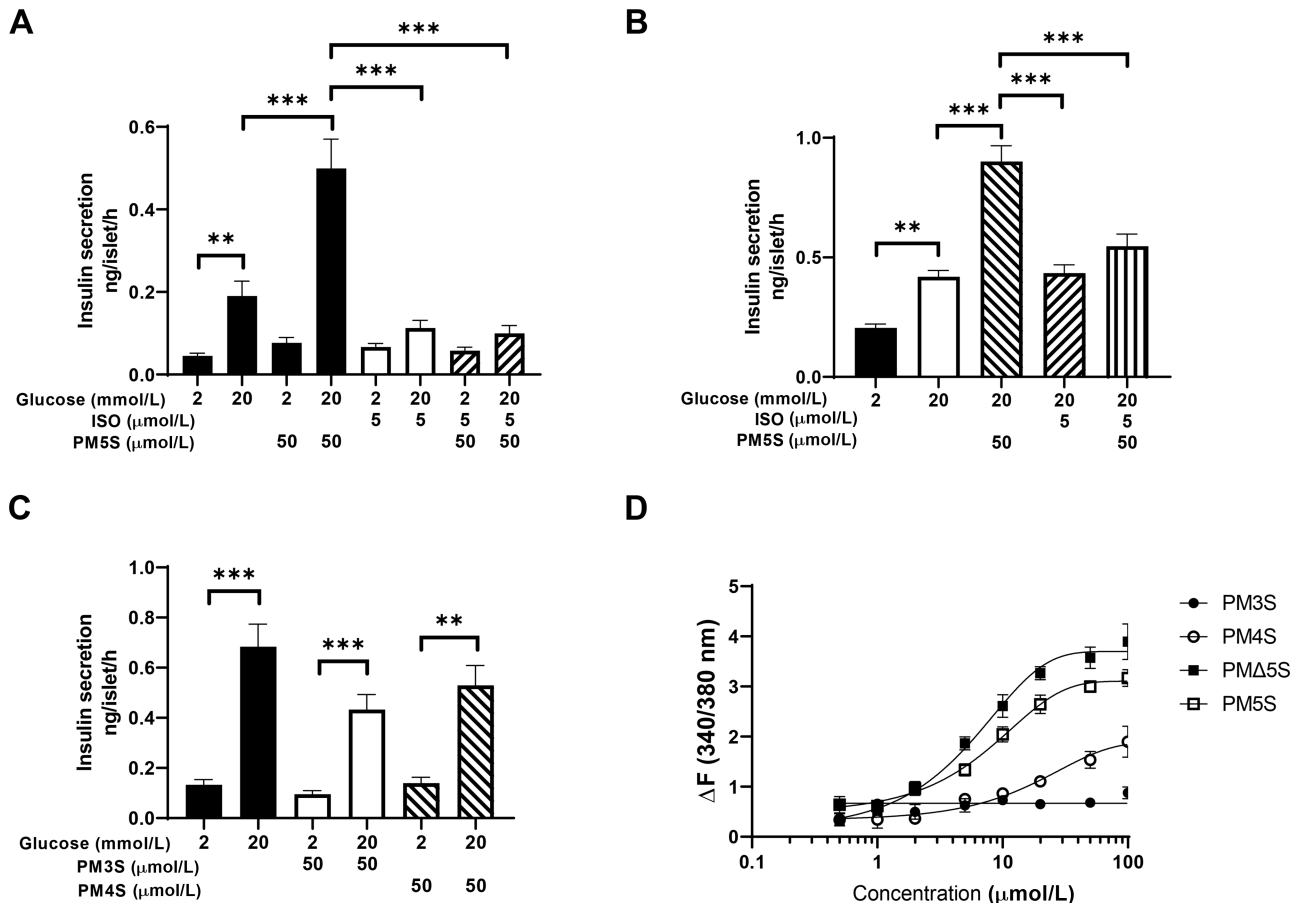 A
***
***
***
**
0.6
0.4
0.2
0.0
Insulin secretion
ng/islet/h
Glucose (mmol/L) 2 20 2 20 2 20 2 20
ISO (μmol/L) 5 5 5 5
PM5S (μmol/L) 50 50 50 50
B
***
***
***
**
1.0
0.5
0.0
Insulin secretion
ng/islet/h
Glucose (mmol/L) 2 20 20 20 20
ISO (μmol/L) 5 5
PM5S (μmol/L) 50 50
C
***
***
**
1.0
0.8
0.6
0.4
0.2
0.0
Insulin secretion
ng/islet/h
Glucose (mmol/L) 2 20 2 20 2 20
PM3S (μmol/L) 50 50
PM4S (μmol/L) 50 50
D
5
4
3
2
1
0
ΔF (340/380 nm)
0.1 1 10 100
Concentration (μmol/L)
PM3S
PM4S
PMΔ5S
PM5S